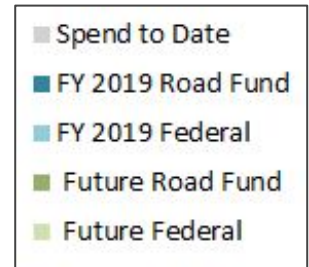 Spend to Date
FY 2019 Road Fund
FY 2019 Federal
Future Road Fund
Future Federal